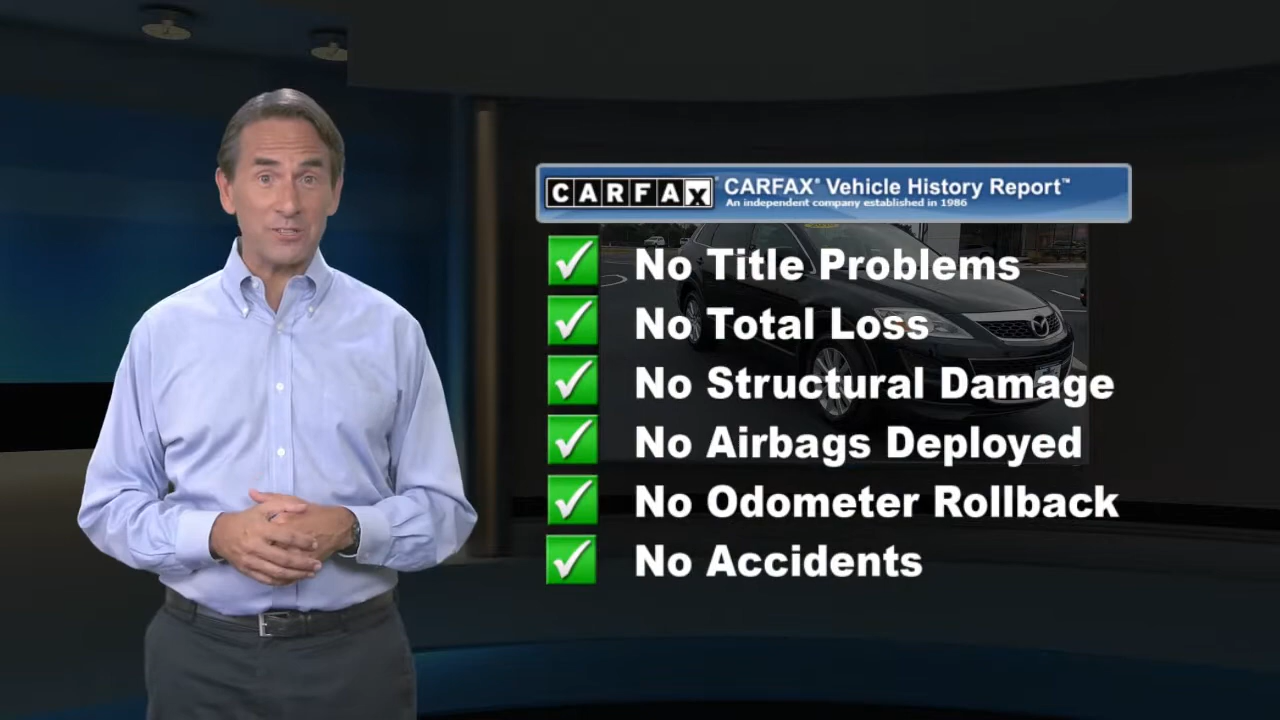 CARFAX
CARFAX® Vehicle History Report™
An independent company established in 1986
No Title Problems
No Total Loss
No Structural Damage
No Airbags Deployed
No Odometer Rollback
No Accidents